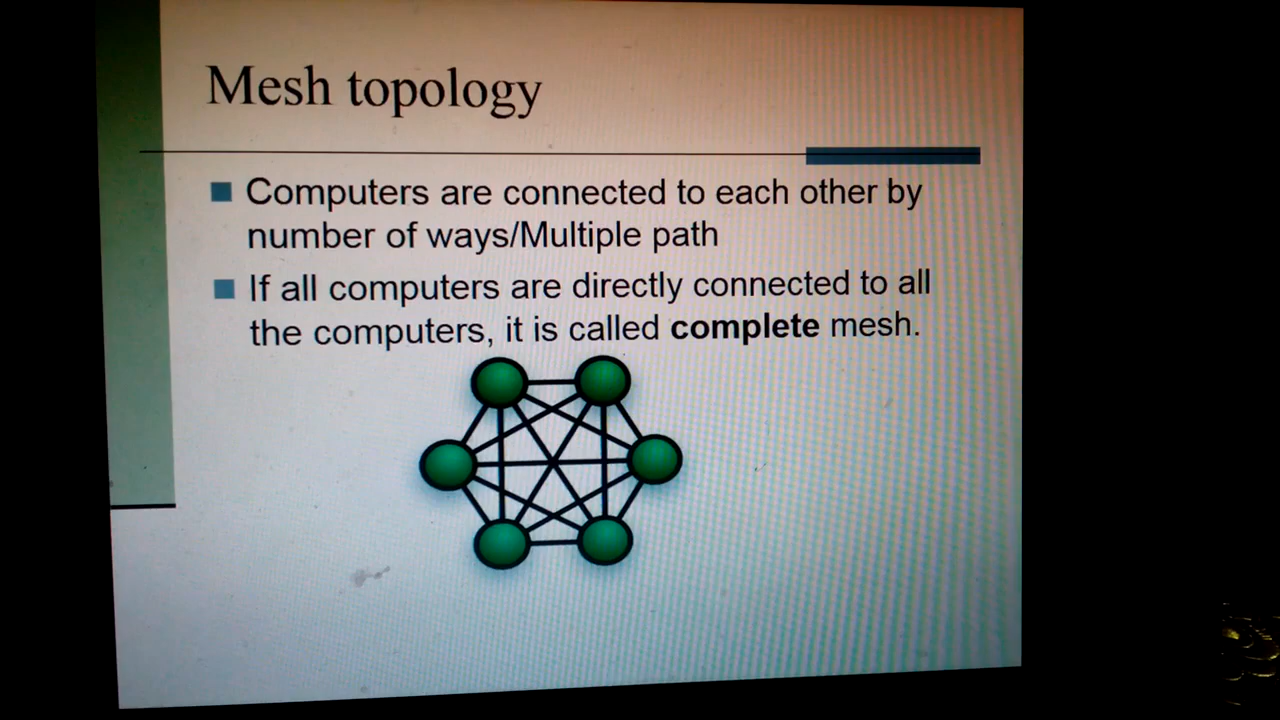 Mesh topology
Computers are connected to each other by
number of ways/Multiple path
If all computers are directly connected to all
the computers, it is called complete mesh.